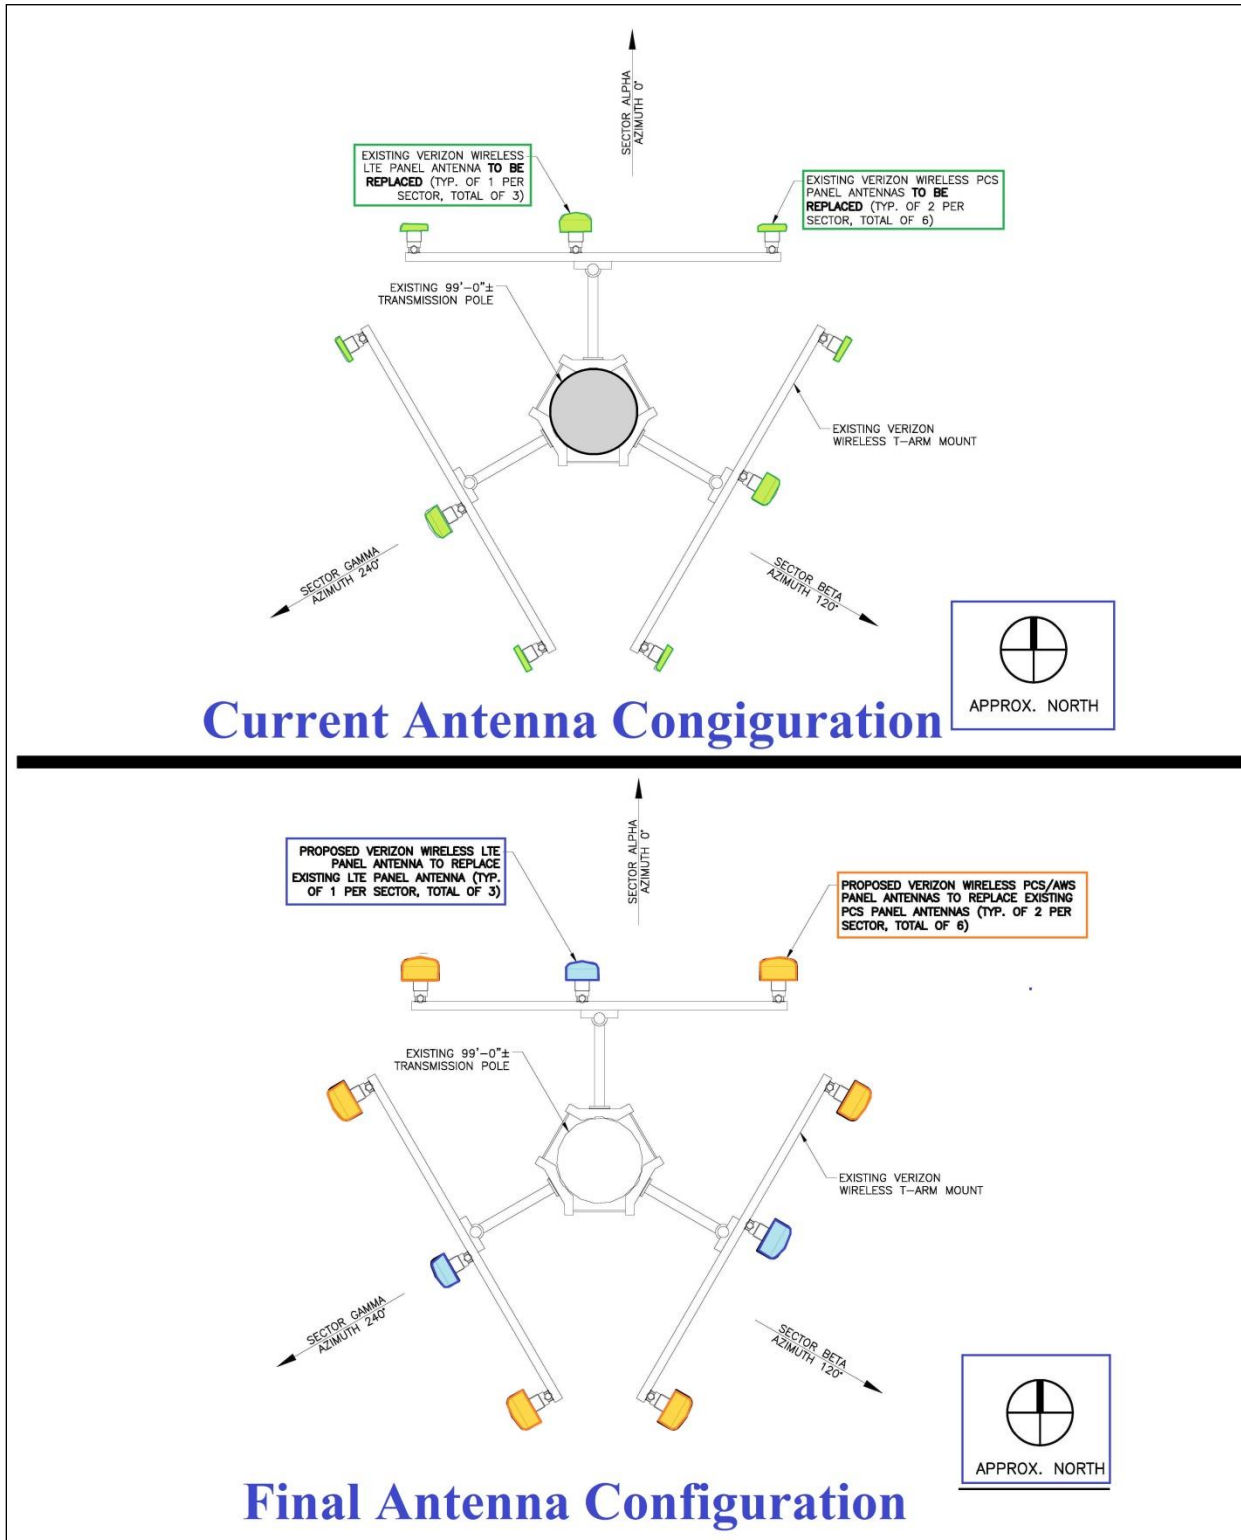 SECTOR ALPHA
AZIMUTH 0°
EXISTING VERIZON WIRELESS
LTE PANEL ANTENNA TO BE
REPLACED (TYP. OF 1 PER
SECTOR, TOTAL OF 3)
EXISTING VERIZON WIRELESS PCS
PANEL ANTENNAS TO BE
REPLACED (TYP. OF 2 PER
SECTOR, TOTAL OF 6)
EXISTING 99'-0"±
TRANSMISSION POLE
EXISTING VERIZON
WIRELESS T-ARM MOUNT
SECTOR GAMMA
AZIMUTH 240°
SECTOR BETA
AZIMUTH 120°
APPROX. NORTH
Current Antenna Congiguration
SECTOR ALPHA
AZIMUTH 0°
PROPOSED VERIZON WIRELESS LTE
PANEL ANTENNA TO REPLACE
EXISTING LTE PANEL ANTENNA (TYP.
OF 1 PER SECTOR, TOTAL OF 3)
PROPOSED VERIZON WIRELESS PCS/AWS
PANEL ANTENNAS TO REPLACE EXISTING
PCS PANEL ANTENNAS (TYP. OF 2 PER
SECTOR, TOTAL OF 6)
EXISTING 99'-0"±
TRANSMISSION POLE
EXISTING VERIZON
WIRELESS T-ARM MOUNT
SECTOR GAMMA
AZIMUTH 240°
SECTOR BETA
AZIMUTH 120°
APPROX. NORTH
Final Antenna Configuration